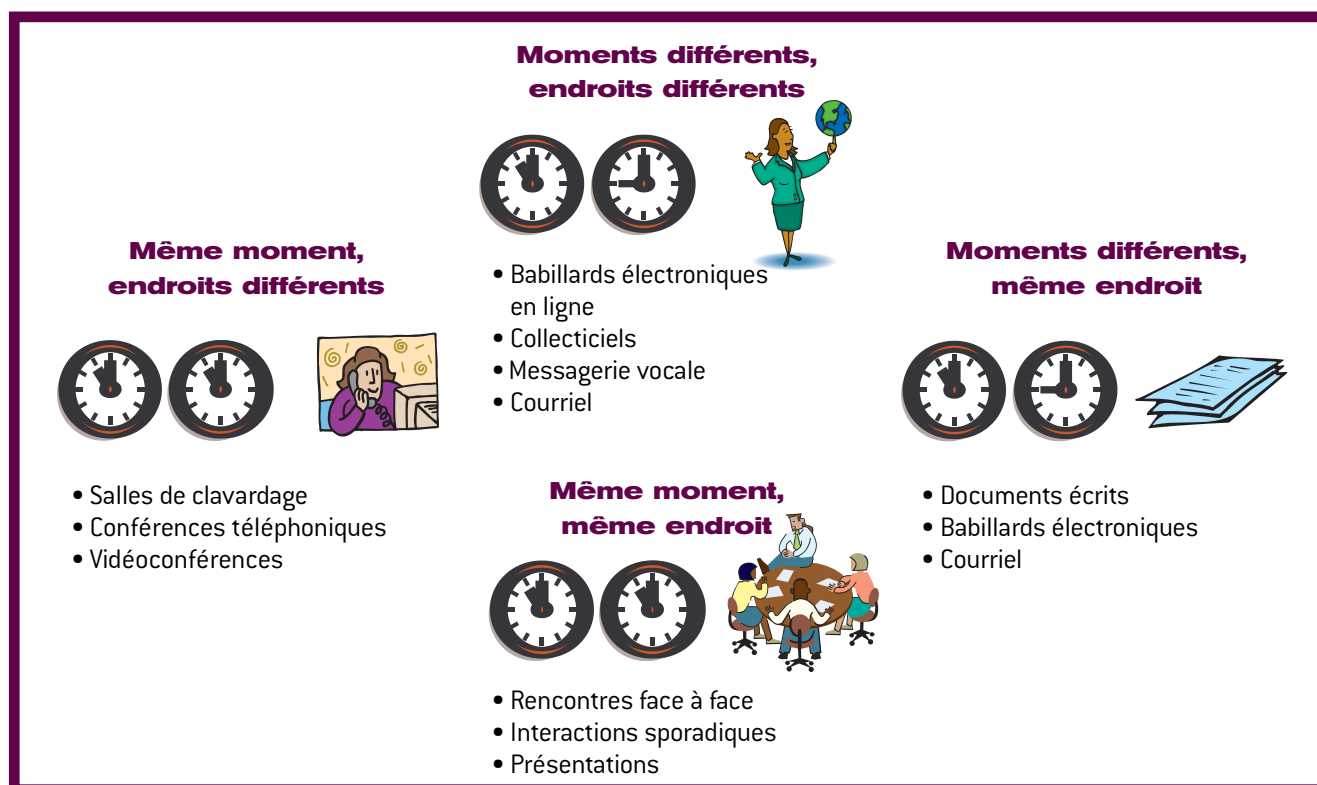 Moments différents,
endroits différents
• Babillards électroniques
en ligne
• Collecticiels
• Messagerie vocale
• Courriel
Même moment,
endroits différents
• Salles de clavardage
• Conférences téléphoniques
• Vidéoconférences
Moments différents,
même endroit
• Documents écrits
• Babillards électroniques
• Courriel
Même moment,
même endroit
• Rencontres face à face
• Interactions sporadiques
• Présentations